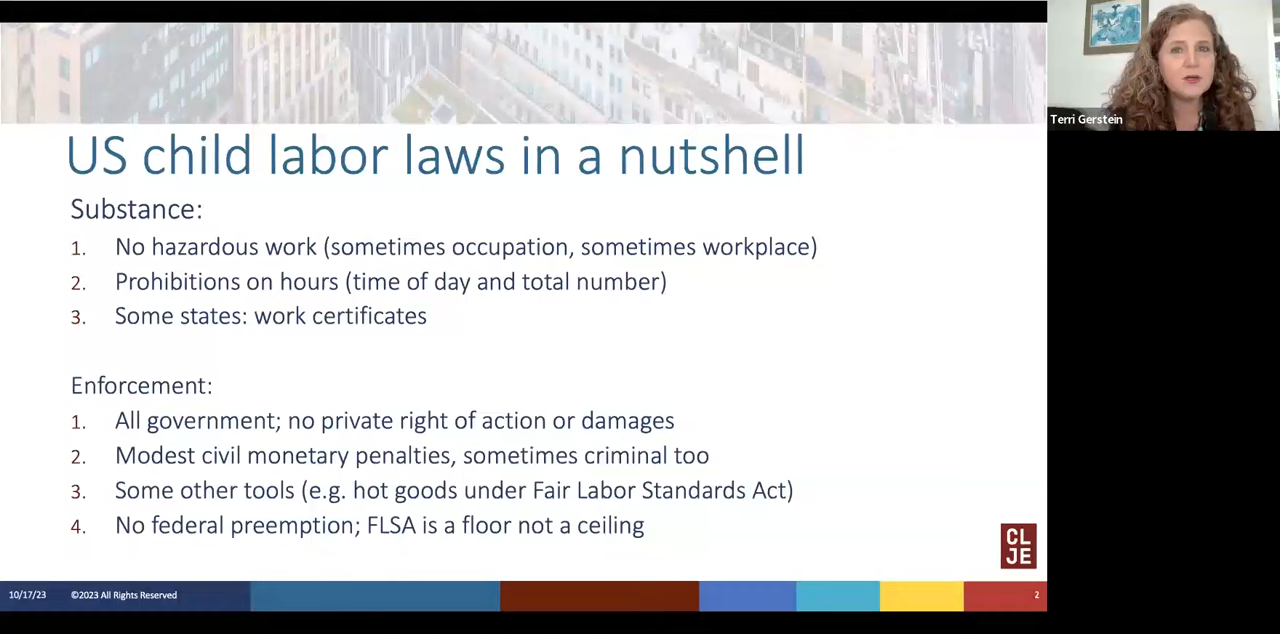 US child labor laws in a nutshell
Substance:
1. No hazardous work (sometimes occupation, sometimes workplace)
2. Prohibitions on hours (time of day and total number)
3. Some states: work certificates
Enforcement:
1. All government; no private right of action or damages
2. Modest civil monetary penalties, sometimes criminal too
3. Some other tools (e.g. hot goods under Fair Labor Standards Act)
4. No federal preemption; FLSA is a floor not a ceiling
CL
JE
10/17/23 ©2023 All Rights Reserved 2
Terri Gerstein